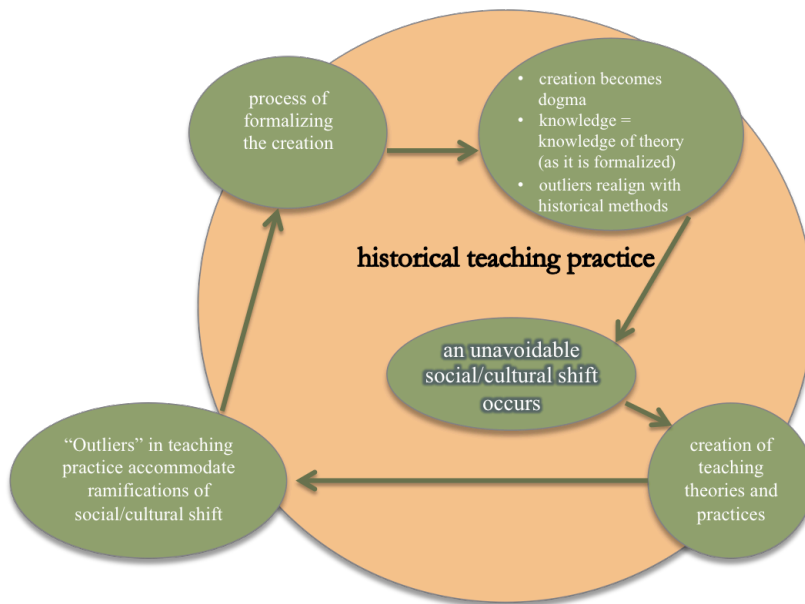 process of
formalizing
the creation
• creation becomes
dogma
• knowledge =
knowledge of theory
(as it is formalized)
• outliers realign with
historical methods
historical teaching practice
an unavoidable
social/cultural shift
occurs
“Outliers” in teaching
practice accommodate
ramifications of
social/cultural shift
creation of
teaching
theories and
practices